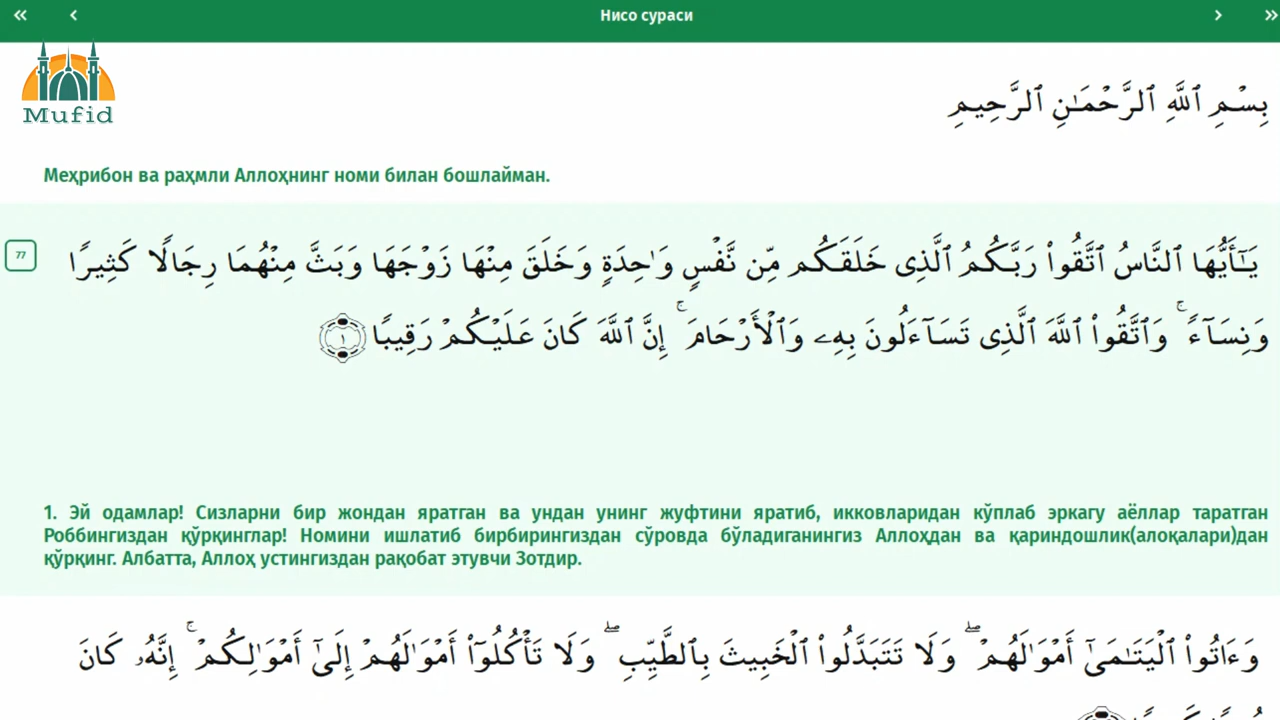 Нисо сураси
Mufid
بِسْمِ ٱللَّهِ ٱلرَّحْمَـٰنِ ٱلرَّحِيمِ
Меҳрибон ва раҳмли Аллоҳнинг номи билан бошлайман.
77
يَـٰٓأَيُّهَا ٱلنَّاسُ ٱتَّقُوا۟ رَبَّكُمُ ٱلَّذِى خَلَقَكُم مِّن نَّفْسٍ وَٰحِدَةٍ وَخَلَقَ مِنْهَا زَوْجَهَا وَبَثَّ مِنْهُمَا رِجَالًا كَثِيرًا
وَنِسَآءً ۚ وَٱتَّقُوا۟ ٱللَّهَ ٱلَّذِى تَسَآءَلُونَ بِهِۦ وَٱلْأَرْحَامَ ۚ إِنَّ ٱللَّهَ كَانَ عَلَيْكُمْ رَقِيبًا ١
1. Эй одамлар! Сизларни бир жондан яратган ва ундан унинг жуфтини яратиб, икковларидан кўплаб эркагу аёллар таратган
Роббингиздан қўрқинглар! Номини ишлатиб бирбирингиздан сўровда бўладиганингиз Аллоҳдан ва қариндошлик(алоқалари)дан
қўрқинг. Албатта, Аллоҳ устингиздан рақобат этувчи Зотдир.
وَءَاتُوا۟ ٱلْيَتَـٰمَىٰٓ أَمْوَٰلَهُمْ ۖ وَلَا تَتَبَدَّلُوا۟ ٱلْخَبِيثَ بِٱلطَّيِّبِ ۖ وَلَا تَأْكُلُوٓا۟ أَمْوَٰلَهُمْ إِلَىٰٓ أَمْوَٰلِكُمْ ۚ إِنَّهُۥ كَانَ